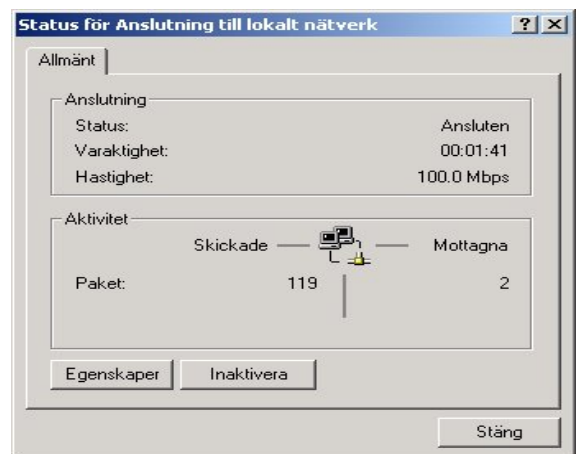 Status för Anslutning till lokalt nätverk ? ×
Allmänt
Anslutning
Status: Ansluten
Varaktighet: 00:01:41
Hastighet: 100.0 Mbps
Aktivitet
Skickade — — Mottagna
Paket: 119 2
Egenskaper Inaktivera
Stäng